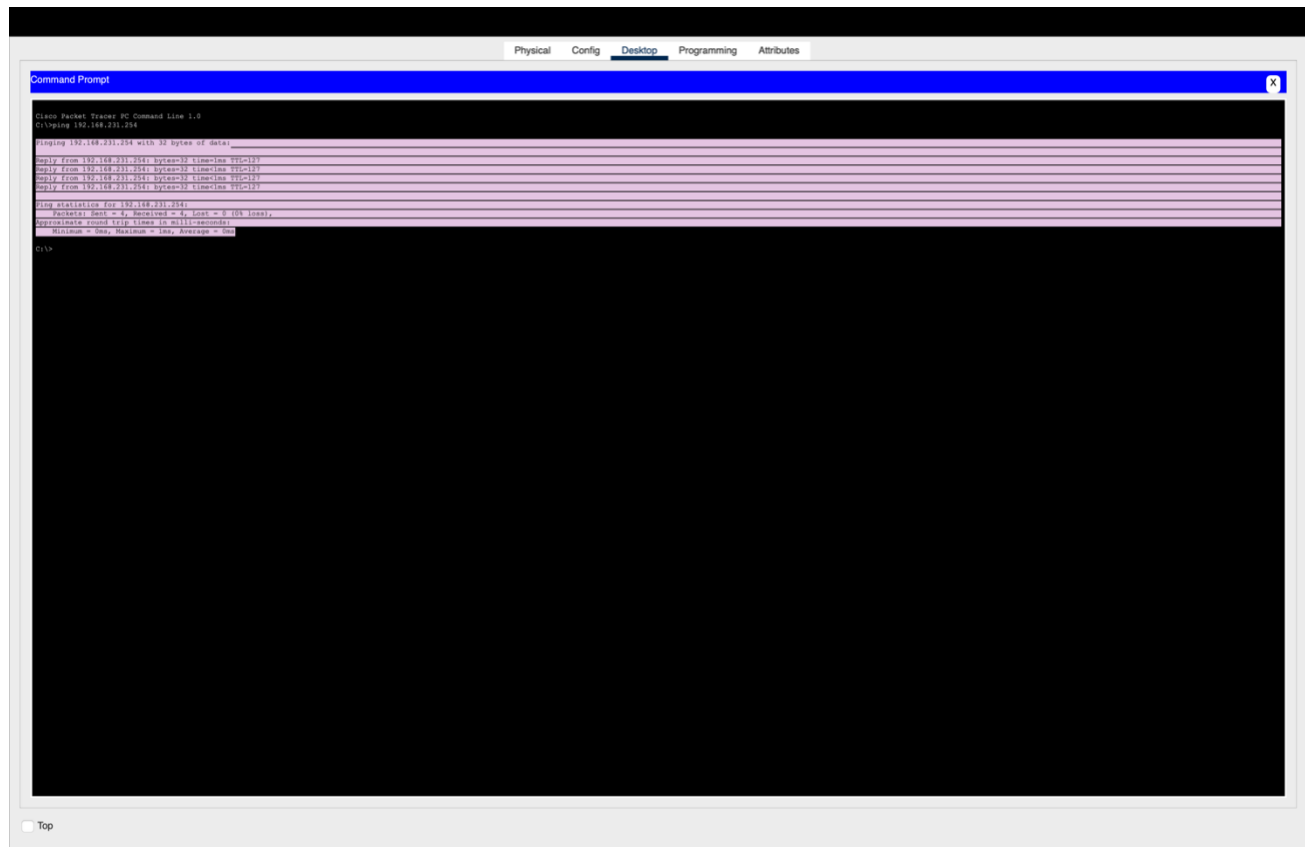 Physical Config Desktop Programming Attributes
Command Prompt X
Cisco Packet Tracer PC Command Line 1.0
C:\>ping 192.168.231.254
Pinging 192.168.231.254 with 32 bytes of data:
Reply from 192.168.231.254: bytes=32 time=1ms TTL=127
Reply from 192.168.231.254: bytes=32 time<1ms TTL=127
Reply from 192.168.231.254: bytes=32 time<1ms TTL=127
Reply from 192.168.231.254: bytes=32 time<1ms TTL=127
Ping statistics for 192.168.231.254:
Packets: Sent = 4, Received = 4, Lost = 0 (0% loss),
Approximate round trip times in milli-seconds:
Minimum = 0ms, Maximum = 1ms, Average = 0ms
C:\>
Top